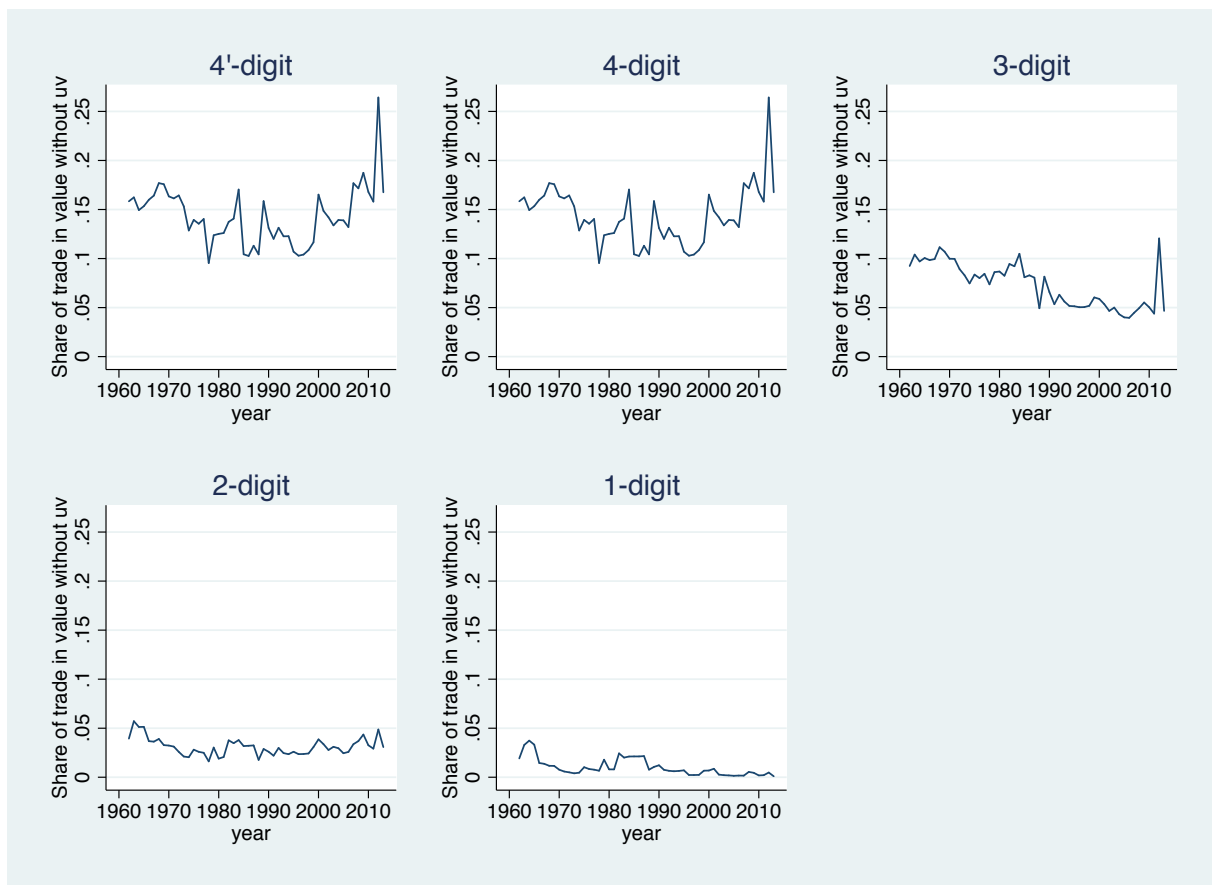 4'-digit
Share of trade in value without uv
0 .05 .1 .15 .2 .25
1960 1970 1980 1990 2000 2010
year
4-digit
Share of trade in value without uv
0 .05 .1 .15 .2 .25
1960 1970 1980 1990 2000 2010
year
3-digit
Share of trade in value without uv
0 .05 .1 .15 .2 .25
1960 1970 1980 1990 2000 2010
year
2-digit
Share of trade in value without uv
0 .05 .1 .15 .2 .25
1960 1970 1980 1990 2000 2010
year
1-digit
Share of trade in value without uv
0 .05 .1 .15 .2 .25
1960 1970 1980 1990 2000 2010
year